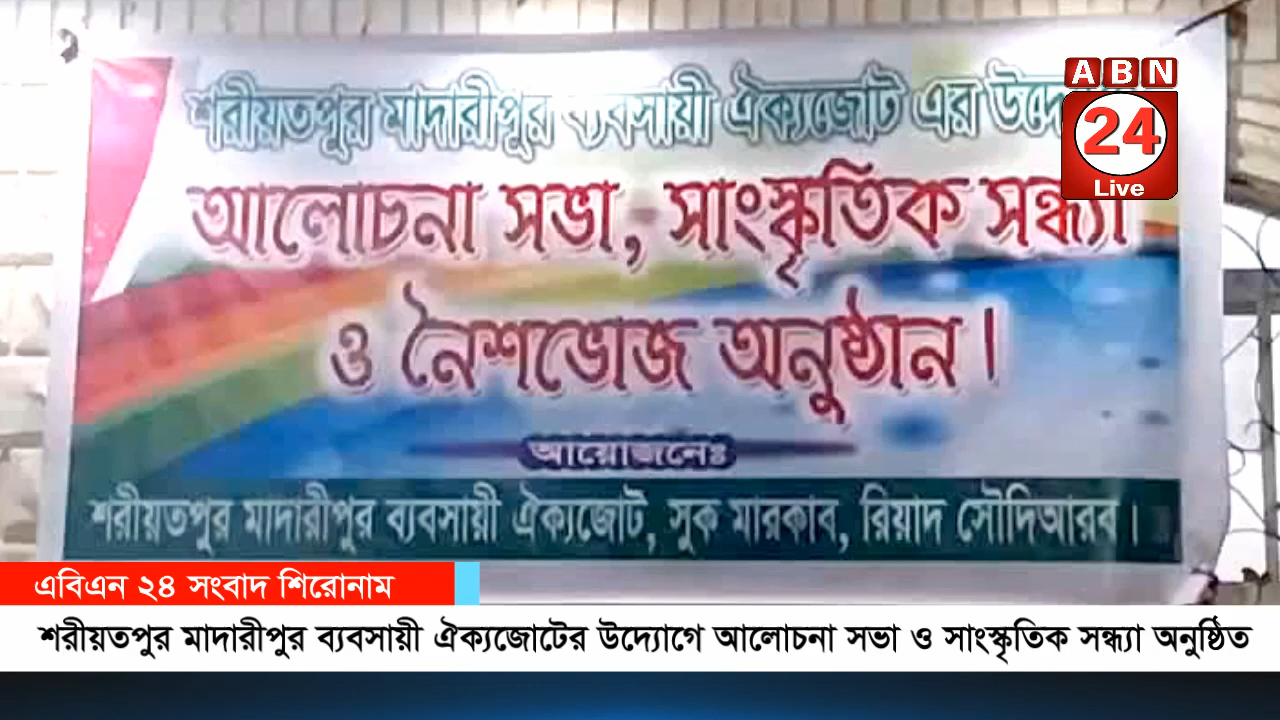 শরীয়তপুর মাদারীপুর ব্যবসায়ী ঐক্যজোট এর
আলোচনা সভা, সাংস্কৃতিক সন্ধ্যা
ও নৈশভোজ অনুষ্ঠান।
আয়োজনেঃ
শরীয়তপুর মাদারীপুর ব্যবসায়ী ঐক্যজোট, সুক মারকাব, রিয়াদ সৌদিআরব।
ABN
24
Live
এবিএন ২৪ সংবাদ শিরোনাম
শরীয়তপুর মাদারীপুর ব্যবসায়ী ঐক্যজোটের উদ্যোগে আলোচনা সভা ও সাংস্কৃতিক সন্ধ্যা অনুষ্ঠিত